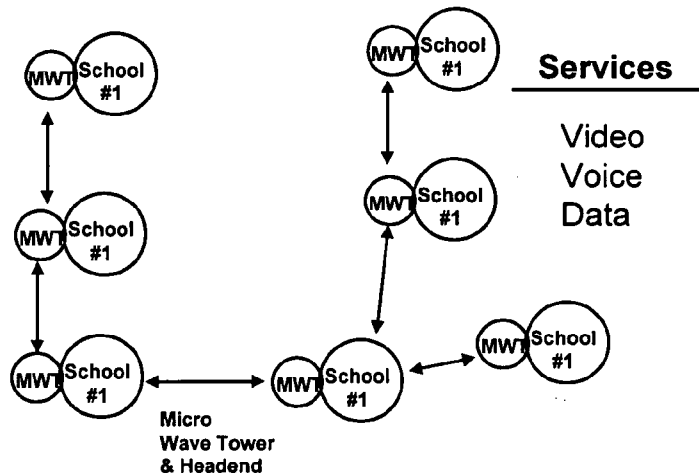 MWT School #1
MWT School #1
Services
Video
Voice
Data
MWT School #1
MWT School #1
MWT School #1
MWT School #1
MWT School #1
Micro
Wave Tower
& Headend